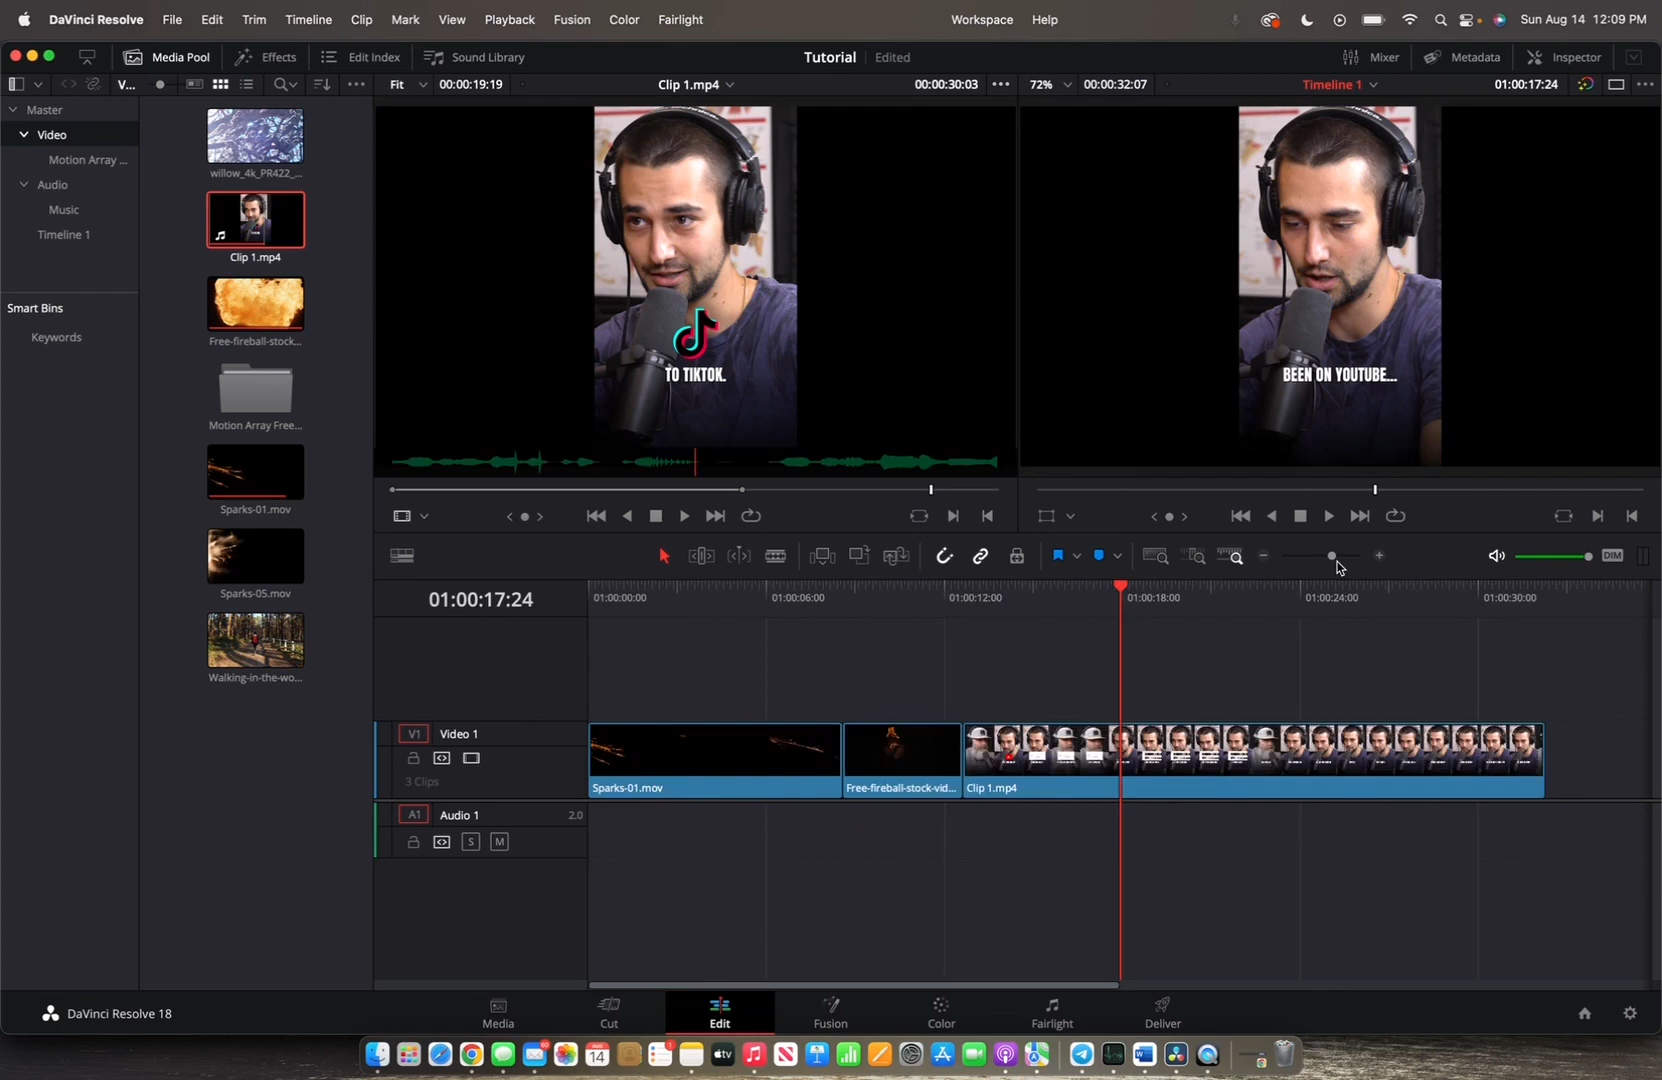 DaVinci Resolve File Edit Trim Timeline Clip Mark View Playback Fusion Color Fairlight Workspace Help Sun Aug 14 12:09 PM
Media Pool Effects Edit Index Sound Library Tutorial Edited Mixer Metadata Inspector
V... Fit 00:00:19:19 Clip 1.mp4 00:00:30:03 72% 00:00:32:07 Timeline 1 01:00:17:24
Master
Video
Motion Array ...
Audio
Music
Timeline 1
Smart Bins
Keywords
willow_4k_PR422_...
Clip 1.mp4
Free-fireball-stock...
Motion Array Free...
Sparks-01.mov
Sparks-05.mov
Walking-in-the-wo...
TO TIKTOK.
BEEN ON YOUTUBE...
DIM
01:00:17:24
01:00:00:00 01:00:06:00 01:00:12:00 01:00:18:00 01:00:24:00 01:00:30:00
V1 Video 1
3 Clips
Sparks-01.mov Free-fireball-stock-vid... Clip 1.mp4
A1 Audio 1 2.0
S M
DaVinci Resolve 18
Media Cut Edit Fusion Color Fairlight Deliver
AUG
14
tv